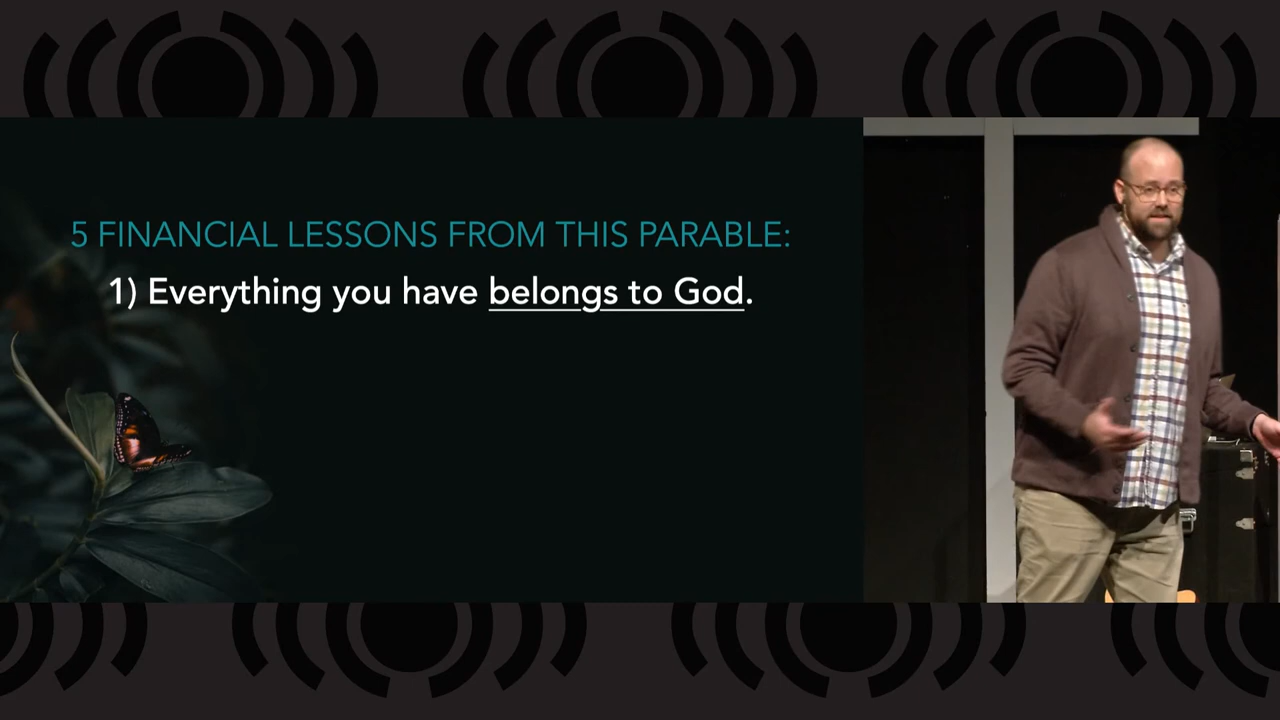 5 FINANCIAL LESSONS FROM THIS PARABLE:
1) Everything you have belongs to God.